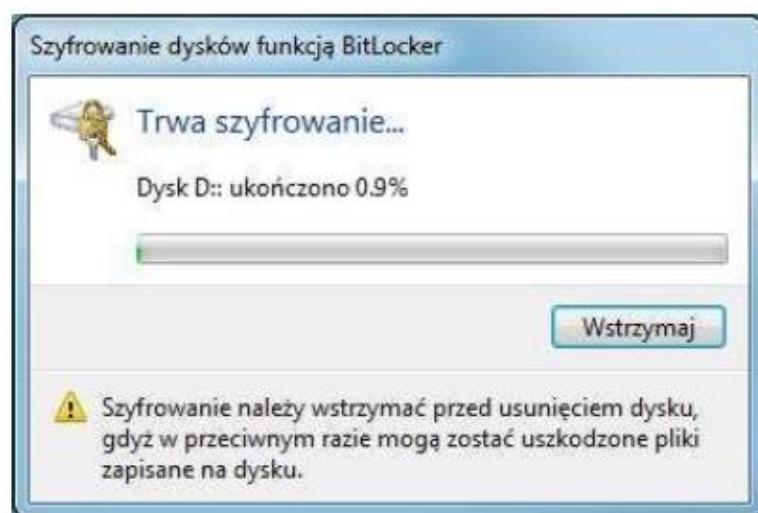 Szyfrowanie dysków funkcją BitLocker
Trwa szyfrowanie...
Dysk D:: ukończono 0.9%
Wstrzymaj
Szyfrowanie należy wstrzymać przed usunięciem dysku,
gdyż w przeciwnym razie mogą zostać uszkodzone pliki
zapisane na dysku.